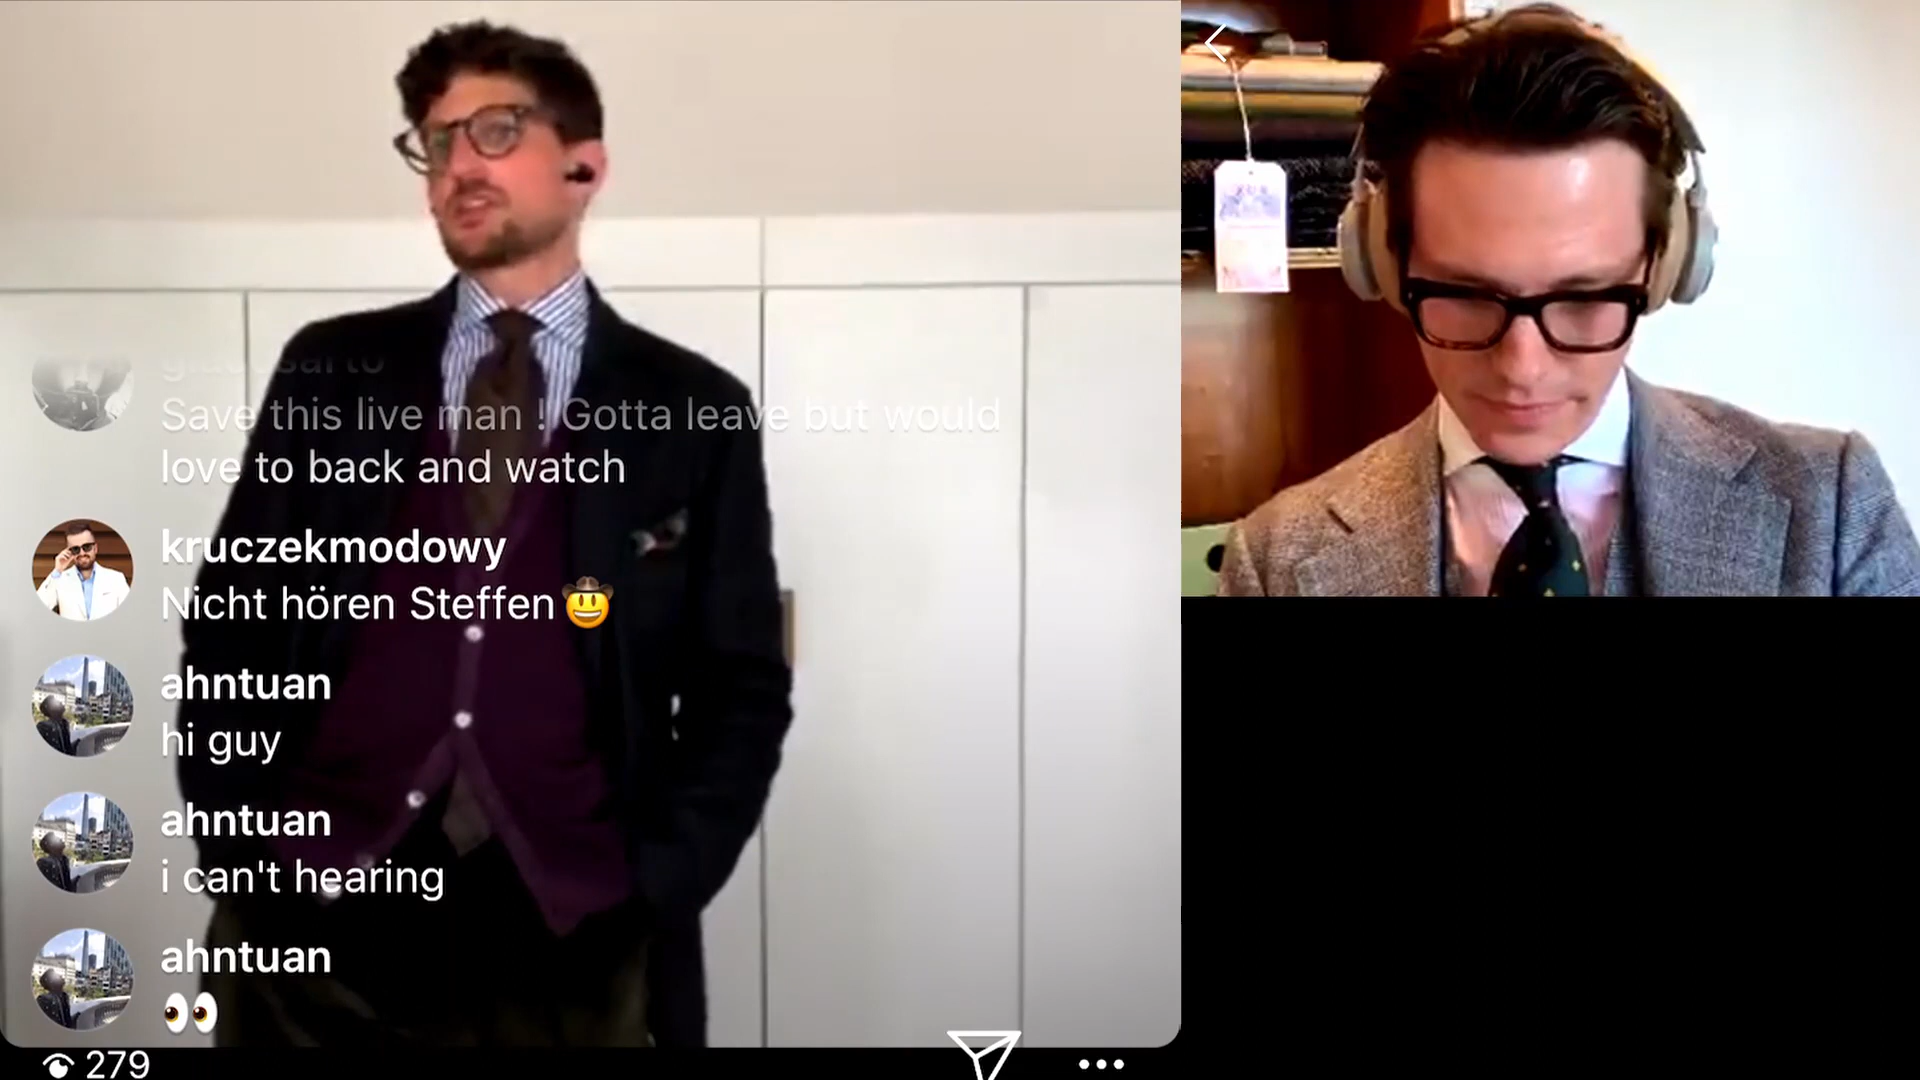 Save this live man ! Gotta leave but would
love to back and watch
kruczekmodowy
Nicht hören Steffen🤠
ahntuan
hi guy
ahntuan
i can't hearing
ahntuan
👀
279